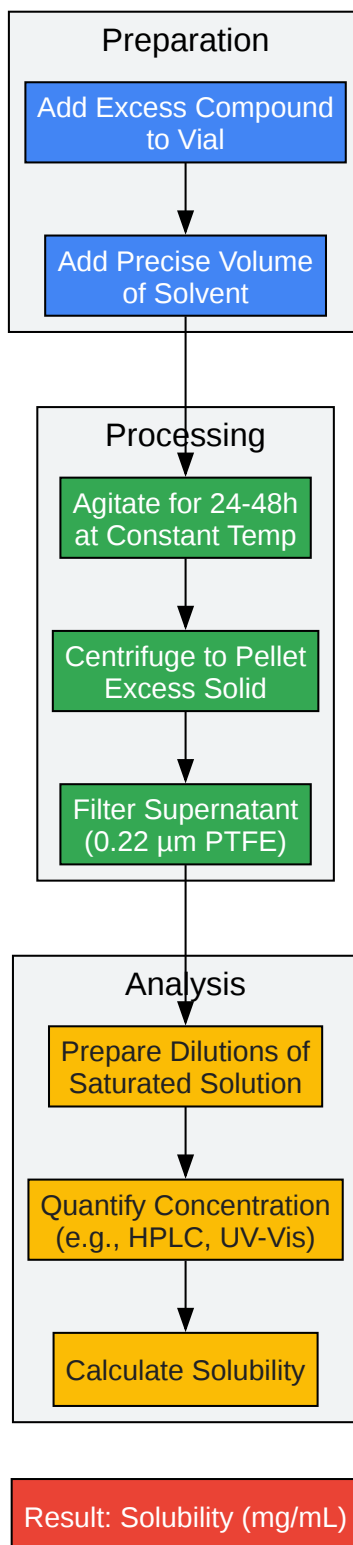 Preparation
Add Excess Compound
to Vial
Add Precise Volume
of Solvent
Processing
Agitate for 24-48h
at Constant Temp
Centrifuge to Pellet
Excess Solid
Filter Supernatant
(0.22 µm PTFE)
Analysis
Prepare Dilutions of
Saturated Solution
Quantify Concentration
(e.g., HPLC, UV-Vis)
Calculate Solubility
Result: Solubility (mg/mL)